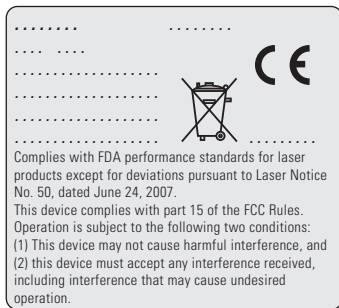 CE
Complies with FDA performance standards for laser
products except for deviations pursuant to Laser Notice
No. 50, dated June 24, 2007.
This device complies with part 15 of the FCC Rules.
Operation is subject to the following two conditions:
(1) This device may not cause harmful interference, and
(2) this device must accept any interference received,
including interference that may cause undesired
operation.